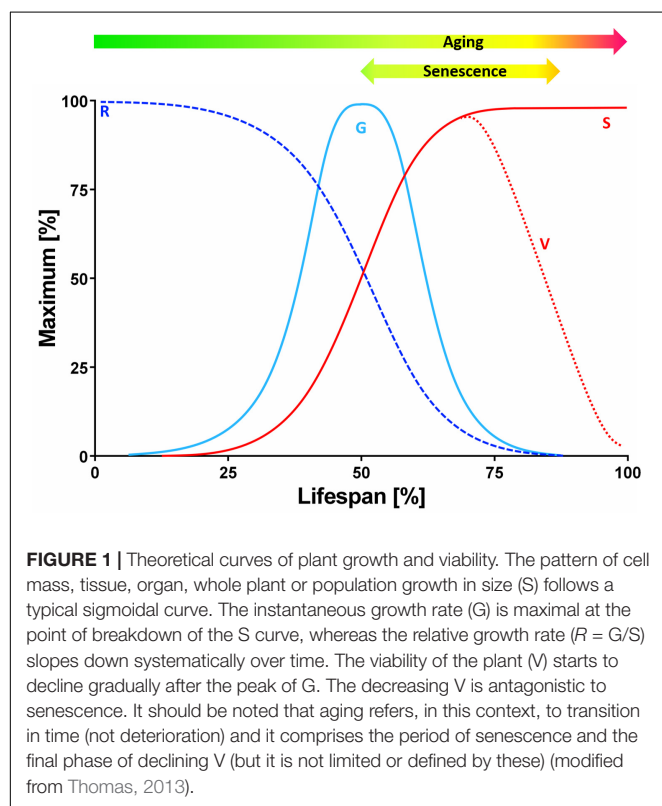 Aging
Senescence
100
R
G
S
75
V
50
25
0
Maximum [%]
0 25 50 75 100
Lifespan [%]
FIGURE 1 | Theoretical curves of plant growth and viability. The pattern of cell
mass, tissue, organ, whole plant or population growth in size (S) follows a
typical sigmoidal curve. The instantaneous growth rate (G) is maximal at the
point of breakdown of the S curve, whereas the relative growth rate (R = G/S)
slopes down systematically over time. The viability of the plant (V) starts to
decline gradually after the peak of G. The decreasing V is antagonistic to
senescence. It should be noted that aging refers, in this context, to transition
in time (not deterioration) and it comprises the period of senescence and the
final phase of declining V (but it is not limited or defined by these) (modified
from Thomas, 2013).